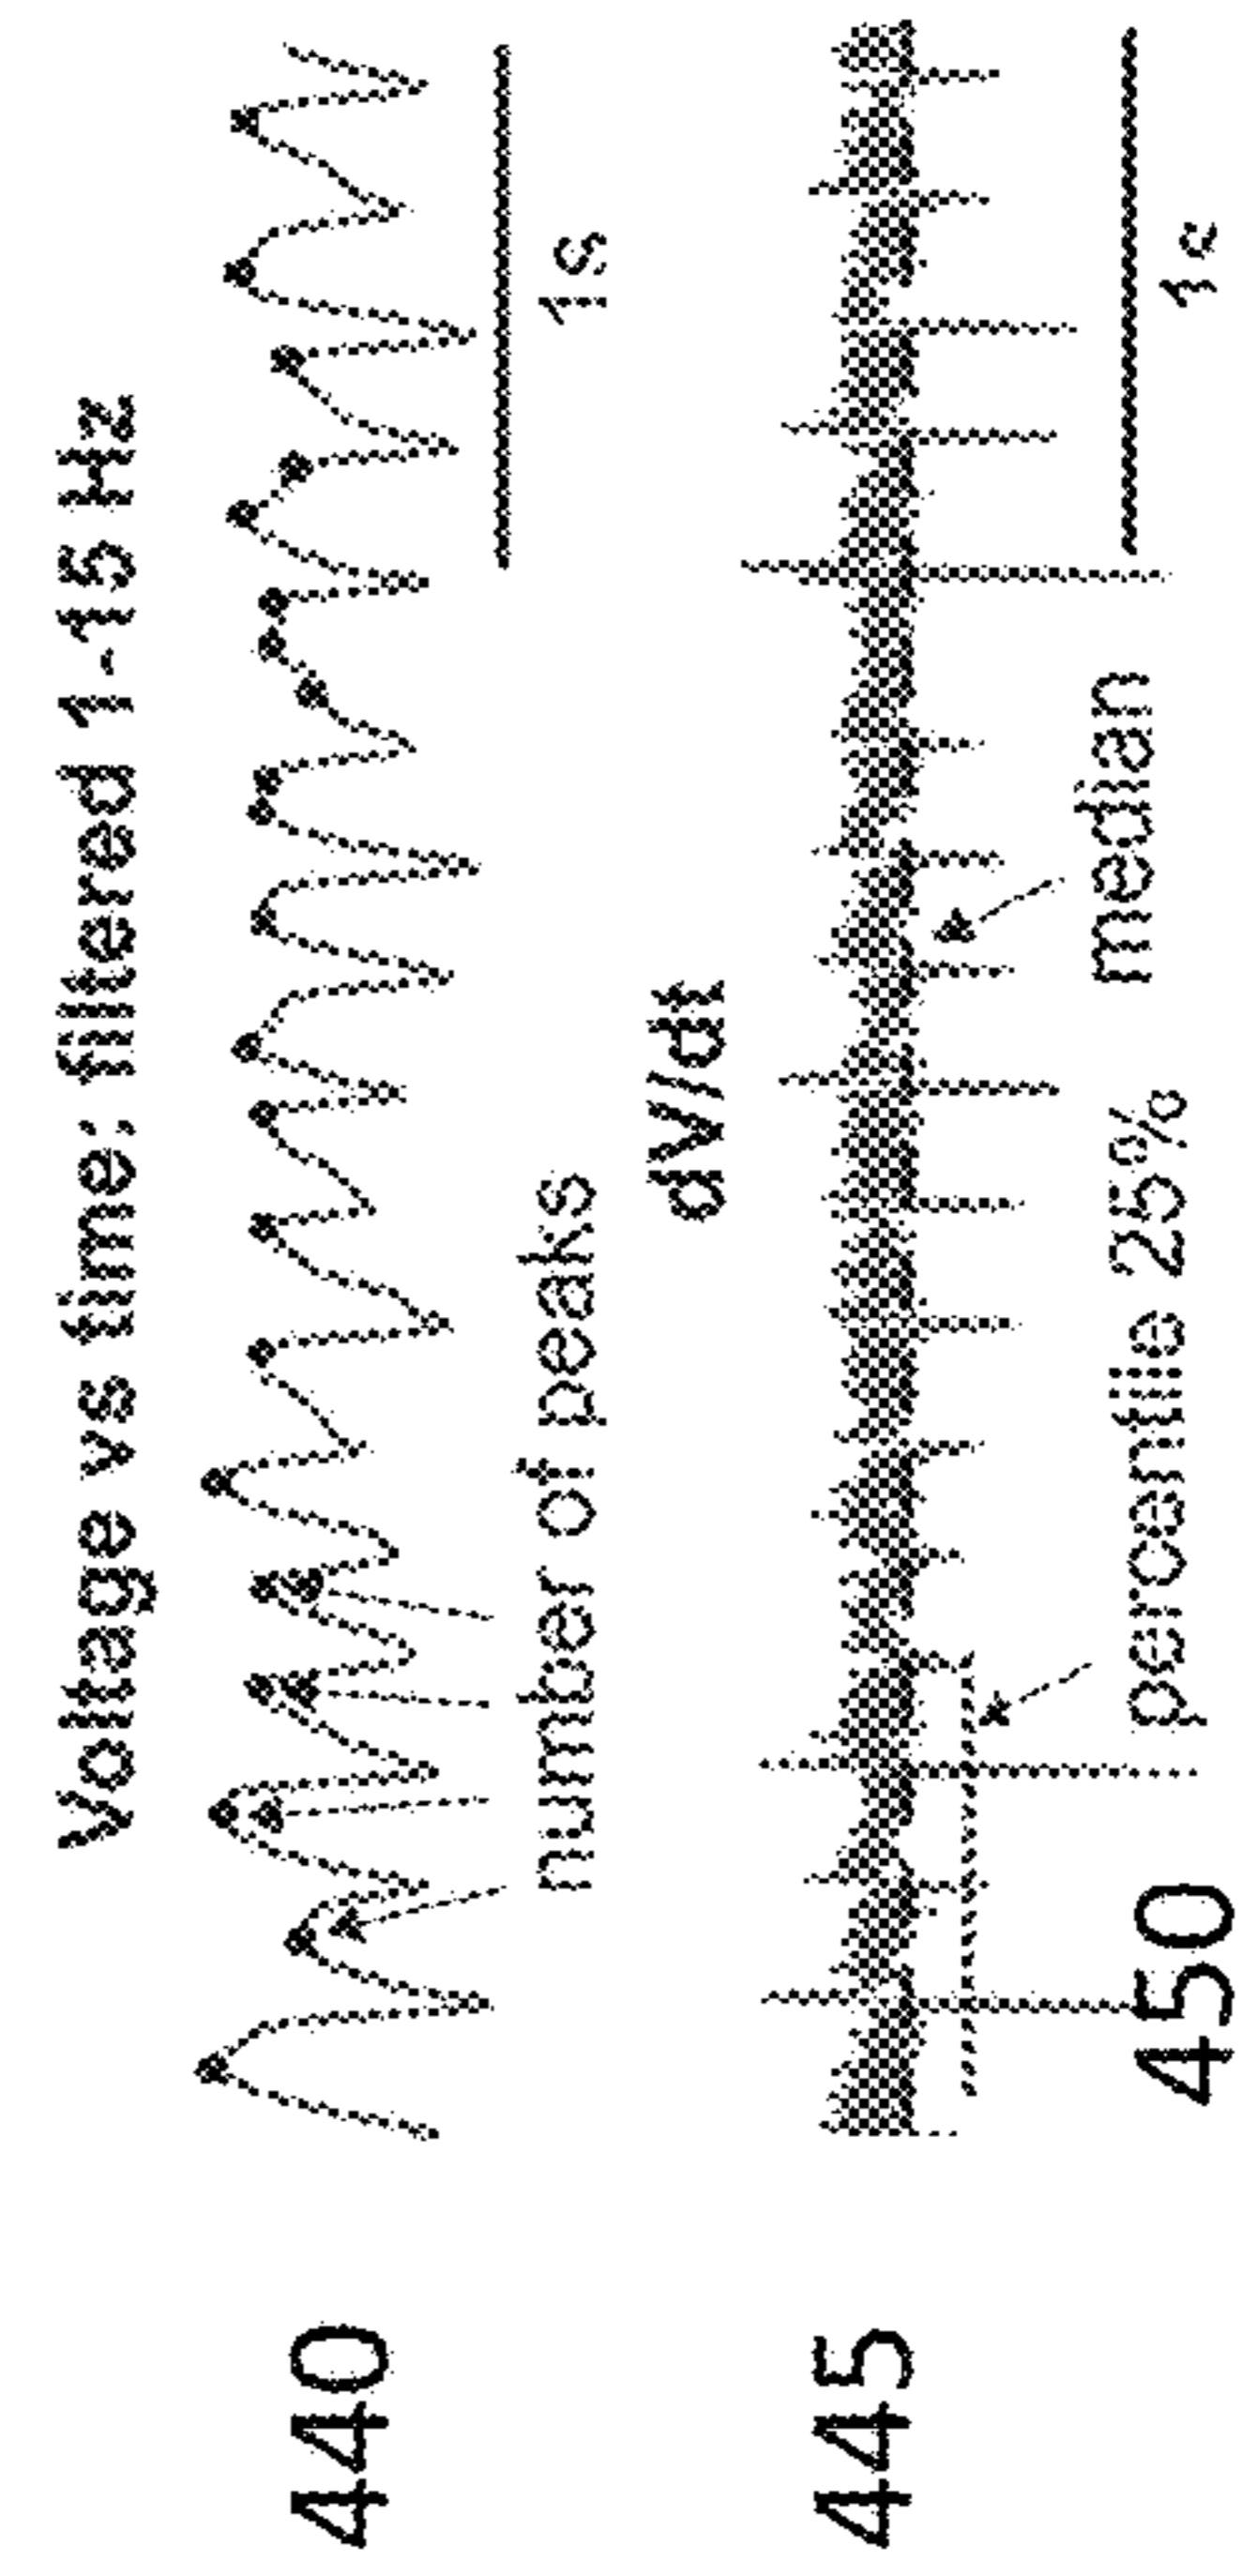 Voltage vs time: filtered 1-15 Hz
440
1s
number of peaks
dV/dt
445
1s
median
percentile 25%
450